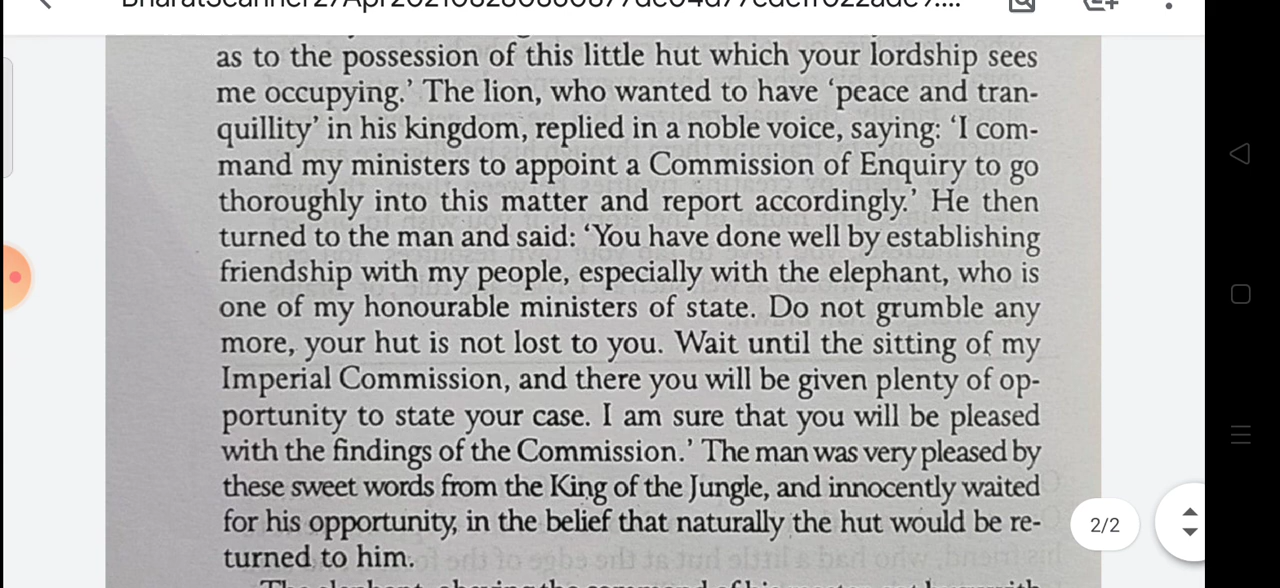 as to the possession of this little hut which your lordship sees
me occupying.’ The lion, who wanted to have ‘peace and tran-
quillity’ in his kingdom, replied in a noble voice, saying: ‘I com-
mand my ministers to appoint a Commission of Enquiry to go
thoroughly into this matter and report accordingly.’ He then
turned to the man and said: ‘You have done well by establishing
friendship with my people, especially with the elephant, who is
one of my honourable ministers of state. Do not grumble any
more, your hut is not lost to you. Wait until the sitting of my
Imperial Commission, and there you will be given plenty of op-
portunity to state your case. I am sure that you will be pleased
with the findings of the Commission.’ The man was very pleased by
these sweet words from the King of the Jungle, and innocently waited
for his opportunity, in the belief that naturally the hut would be re-
turned to him.
2/2